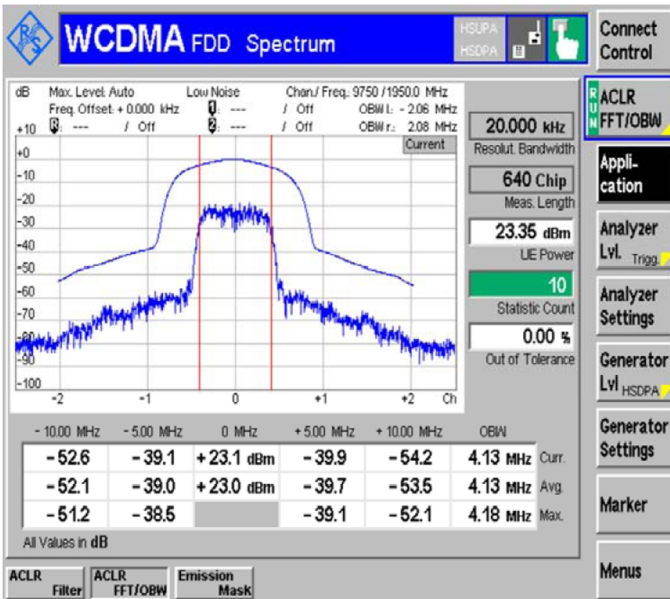 R&S
WCDMA FDD Spectrum
HSUPA
HSDPA
Connect
Control
dB Max. Level: Auto Low Noise Chan./ Freq.: 9750 /1950.0 MHz
Freq. Offset: + 0.000 kHz 1: --- / Off OBW l.: - 2.06 MHz
+10 3: --- / Off 2: --- / Off OBW r.: 2.08 MHz
Current
+0
-10
-20
-30
-40
-50
-60
-70
-80
-90
-100
-2 -1 0 +1 +2 Ch
20.000 kHz
Resolut. Bandwidth
640 Chip
Meas. Length
23.35 dBm
UE Power
10
Statistic Count
0.00 %
Out of Tolerance
RUN
ACLR
FFT/OBW
Appli-
cation
Analyzer
Lvl. Trigg.
Analyzer
Settings
Generator
Lvl HSDPA
Generator
Settings
Marker
Menus
- 10.00 MHz - 5.00 MHz 0 MHz + 5.00 MHz + 10.00 MHz OBW
- 52.6 - 39.1 + 23.1 dBm - 39.9 - 54.2 4.13 MHz Curr.
- 52.1 - 39.0 + 23.0 dBm - 39.7 - 53.5 4.13 MHz Avg.
- 51.2 - 38.5 - 39.1 - 52.1 4.18 MHz Max.
All Values in dB
ACLR
Filter
ACLR
FFT/OBW
Emission
Mask